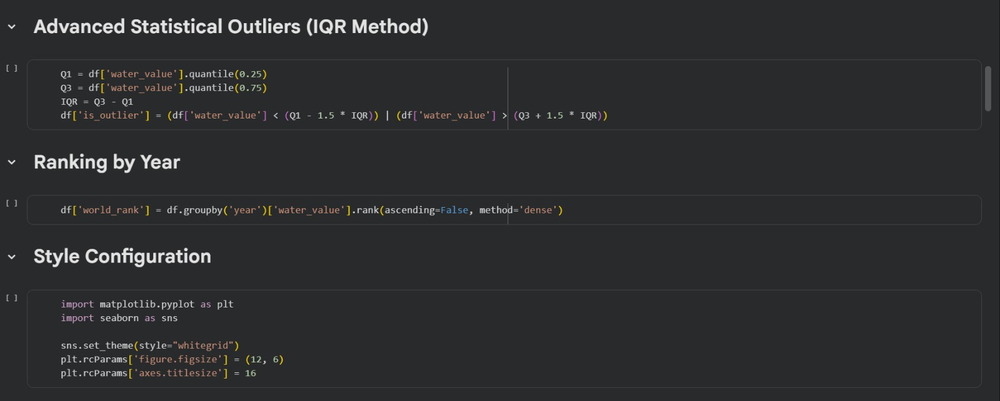 Advanced Statistical Outliers (IQR Method)
[ ]
Q1 = df['water_value'].quantile(0.25)
Q3 = df['water_value'].quantile(0.75)
IQR = Q3 - Q1
df['is_outlier'] = (df['water_value'] < (Q1 - 1.5 * IQR)) | (df['water_value'] > (Q3 + 1.5 * IQR))
Ranking by Year
[ ]
df['world_rank'] = df.groupby('year')['water_value'].rank(ascending=False, method='dense')
Style Configuration
[ ]
import matplotlib.pyplot as plt
import seaborn as sns
sns.set_theme(style="whitegrid")
plt.rcParams['figure.figsize'] = (12, 6)
plt.rcParams['axes.titlesize'] = 16